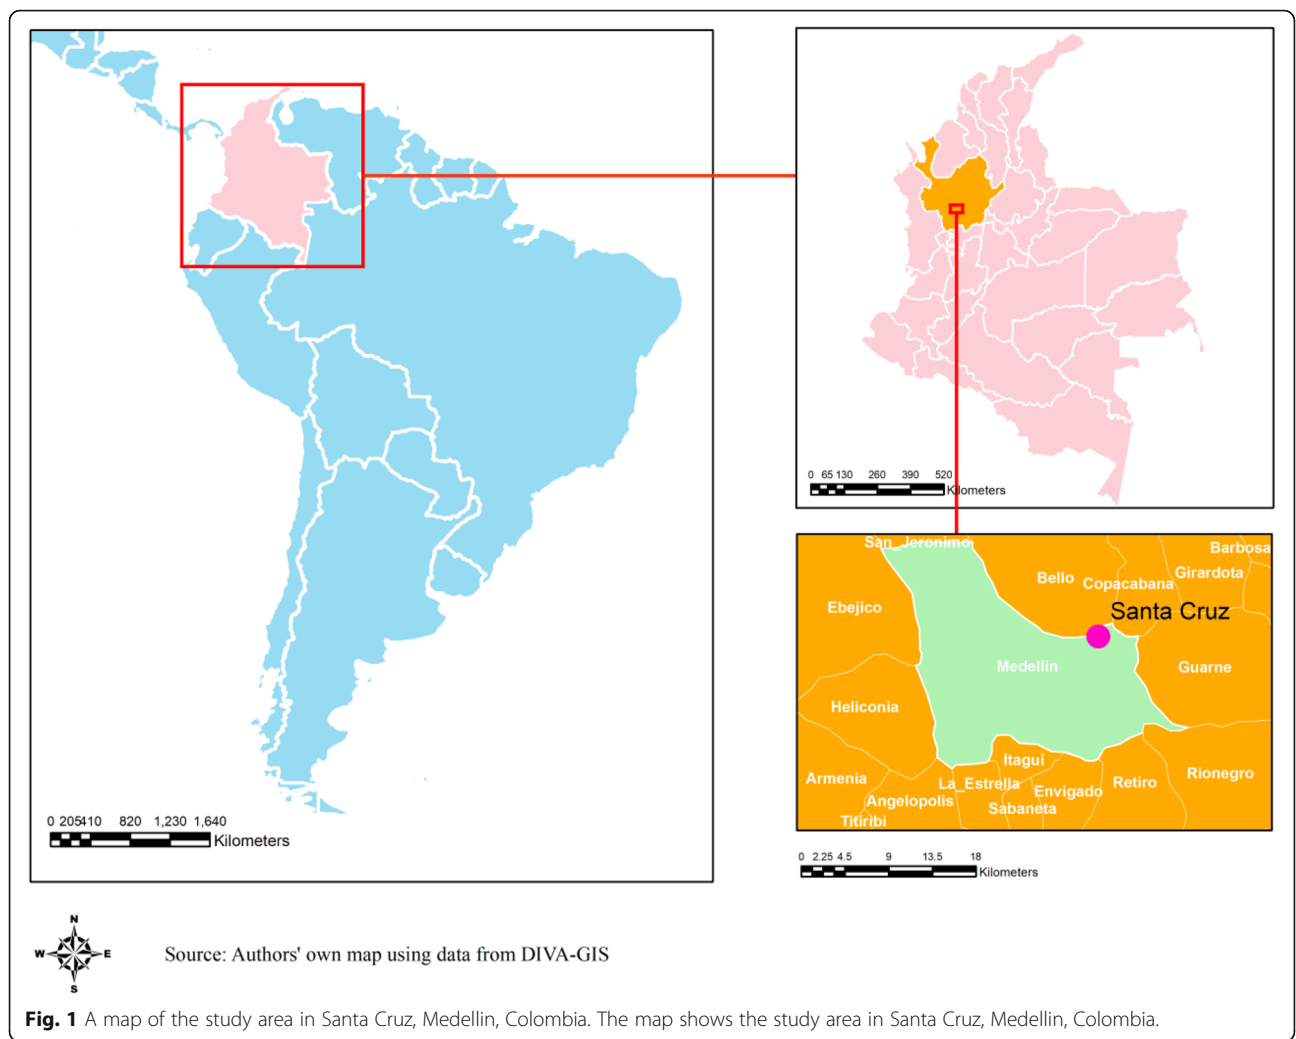 0 205410 820 1,230 1,640
Kilometers
0 65 130 260 390 520
Kilometers
San_Jeronimo
Barbosa
Bello
Copacabana
Girardota
Ebejico
Santa Cruz
Medellin
Guarne
Heliconia
Itagui
Armenia
La_Estrella
Envigado
Retiro
Rionegro
Angelopolis
Sabaneta
Titiribi
0 2.25 4.5 9 13.5 18
Kilometers
N
W E
S
Source: Authors' own map using data from DIVA-GIS
Fig. 1 A map of the study area in Santa Cruz, Medellin, Colombia. The map shows the study area in Santa Cruz, Medellin, Colombia.